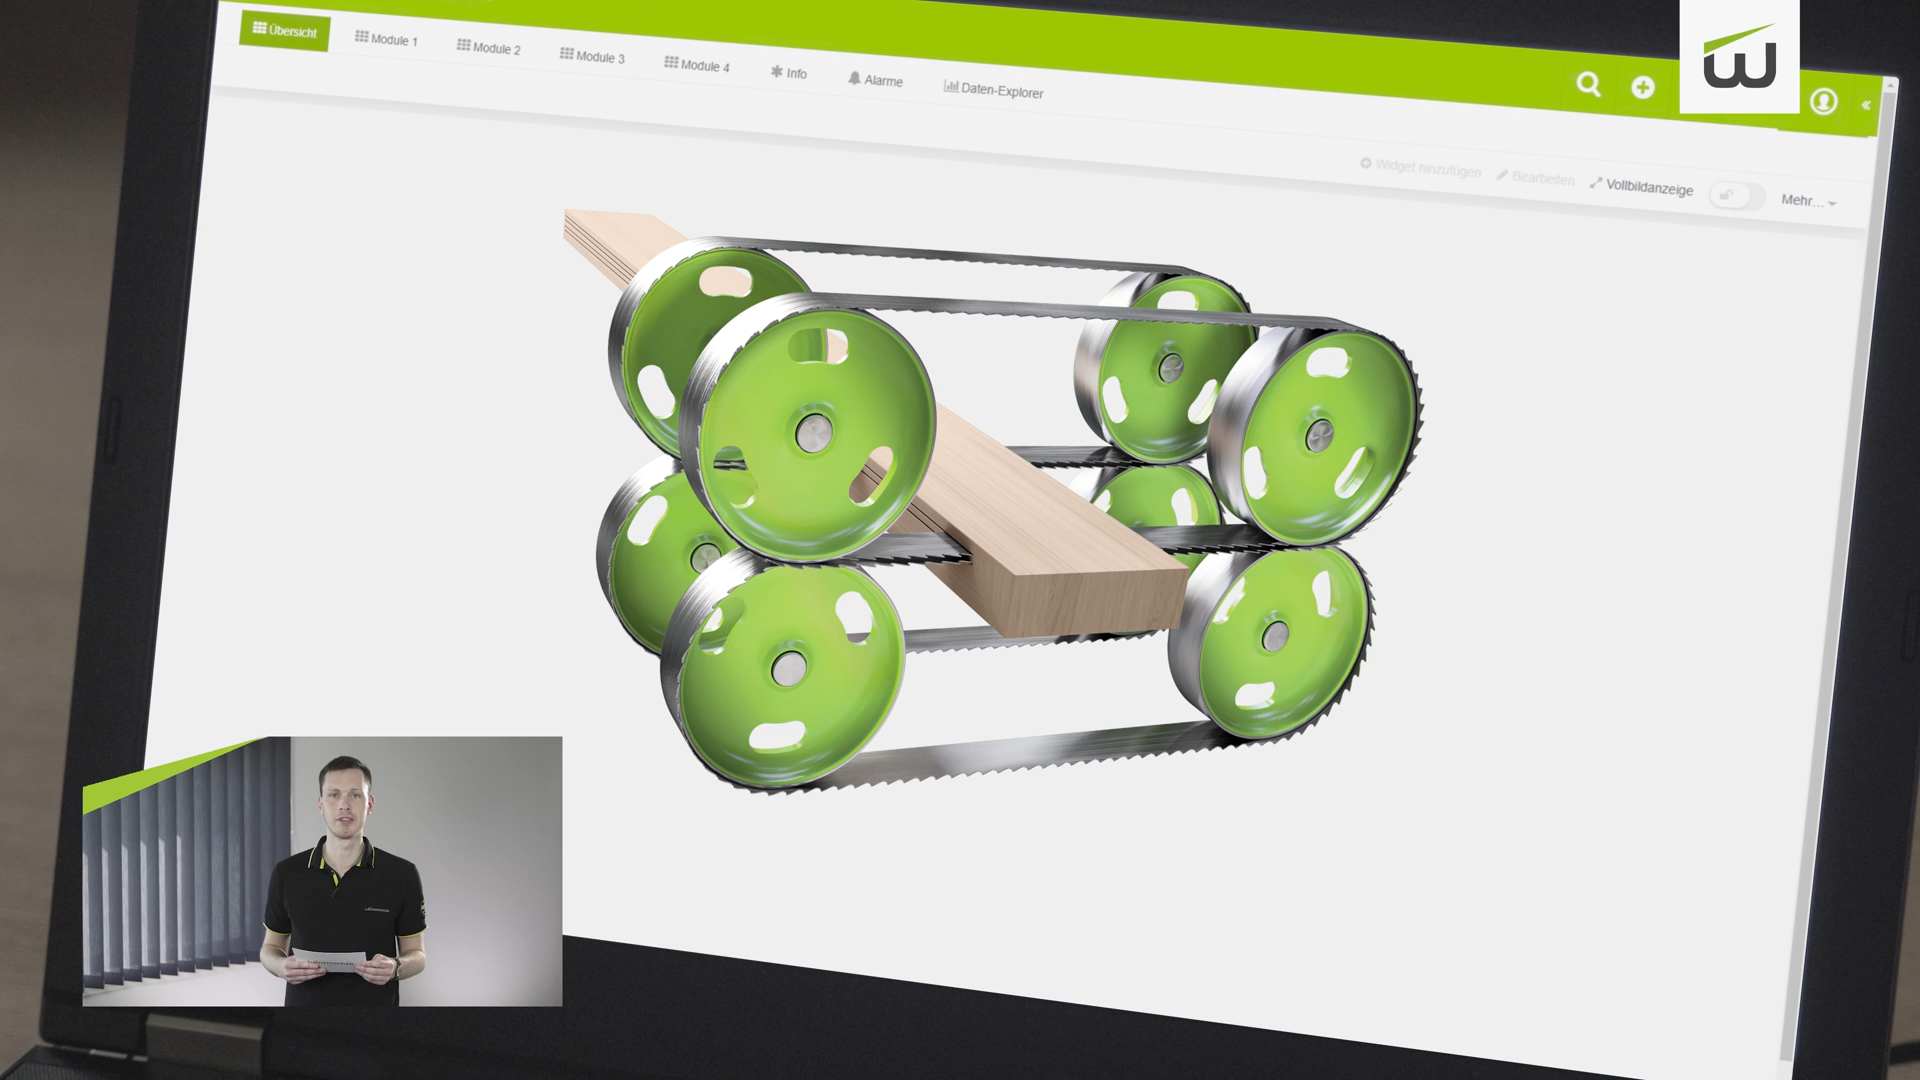 Übersicht
Module 1
Module 2
Module 3
Module 4
Info
Alarme
Daten-Explorer
Widget hinzufügen
Bearbeiten
Vollbildanzeige
Mehr...